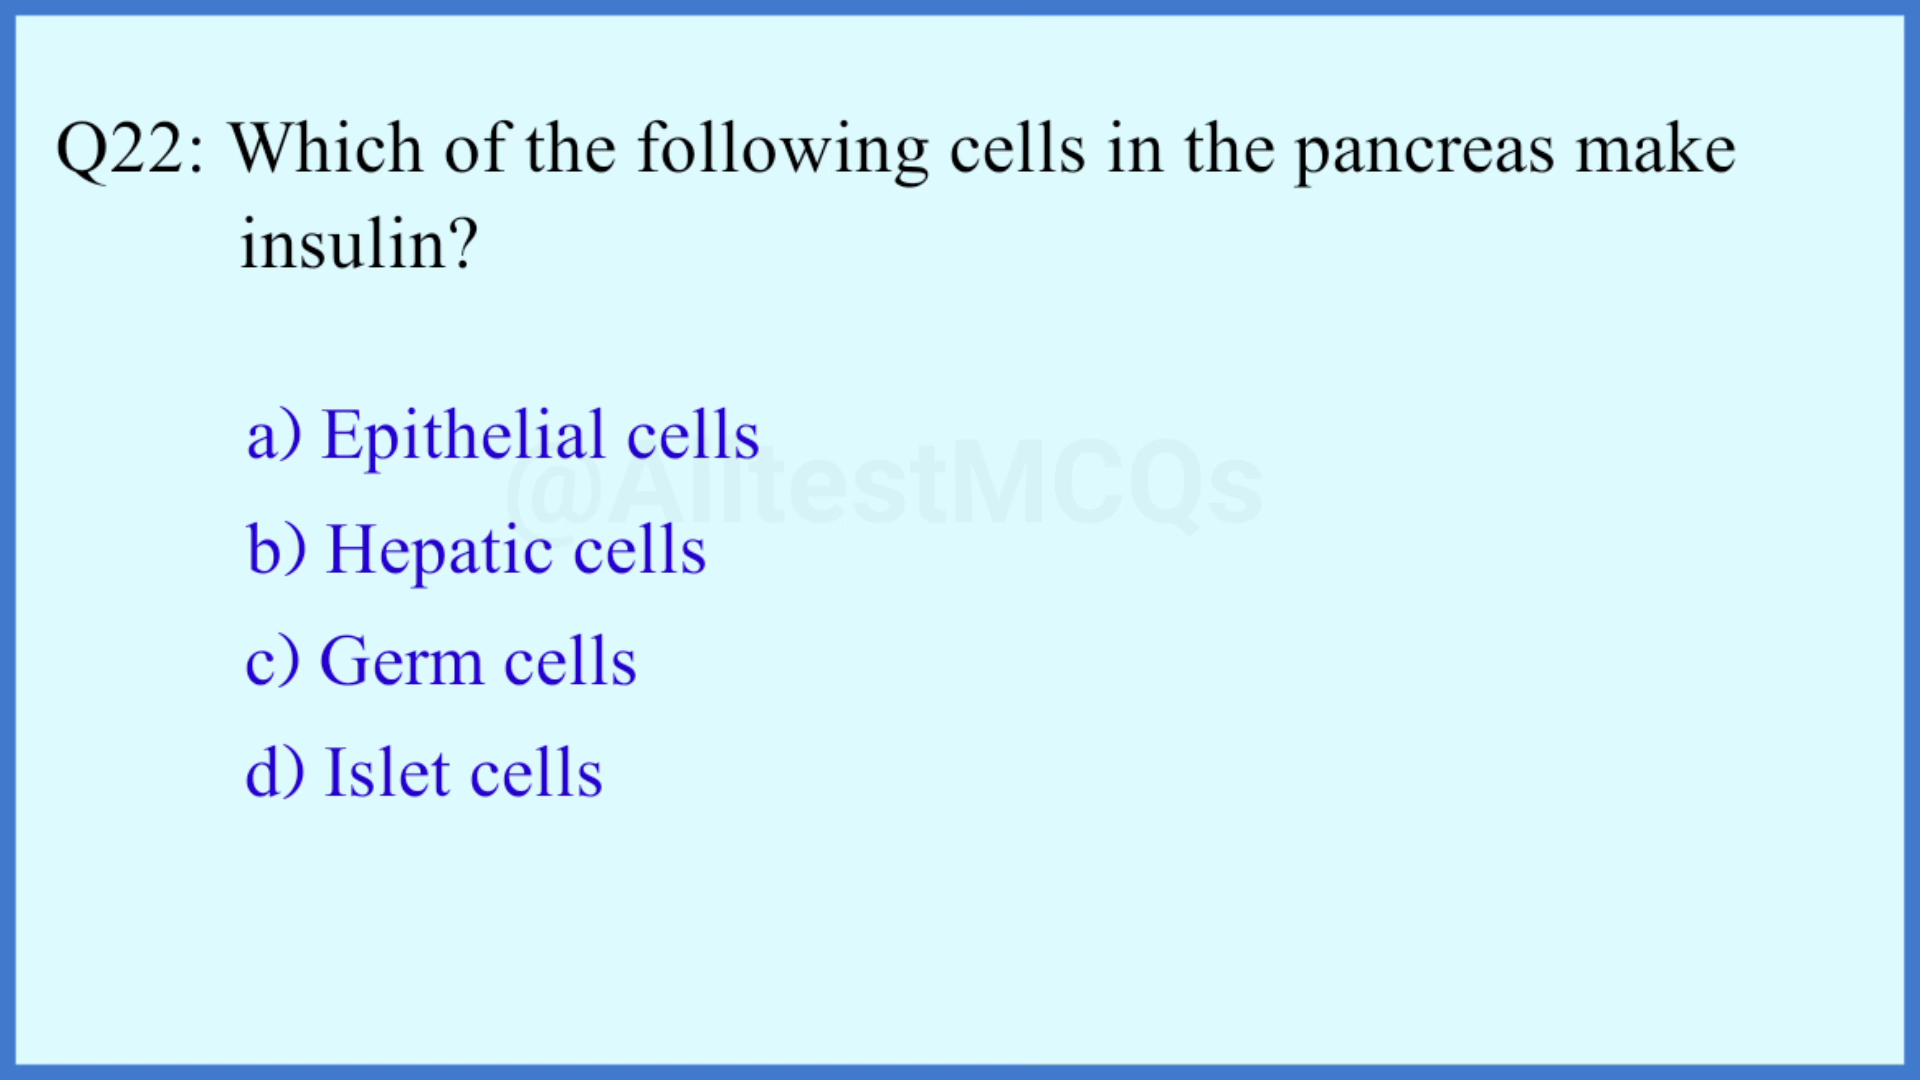 Q22: Which of the following cells in the pancreas make
insulin?
a) Epithelial cells
@AlltestMCQs
b) Hepatic cells
c) Germ cells
d) Islet cells